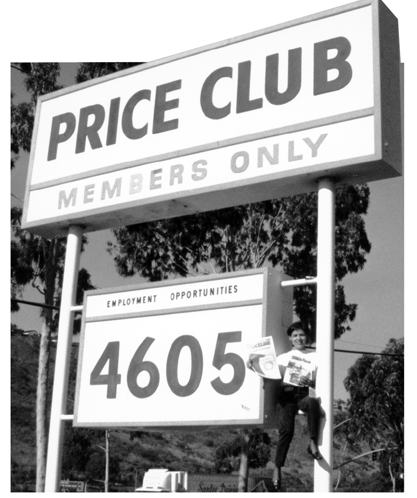 PRICE CLUB
MEMBERS ONLY
EMPLOYMENT OPPORTUNITIES
4605